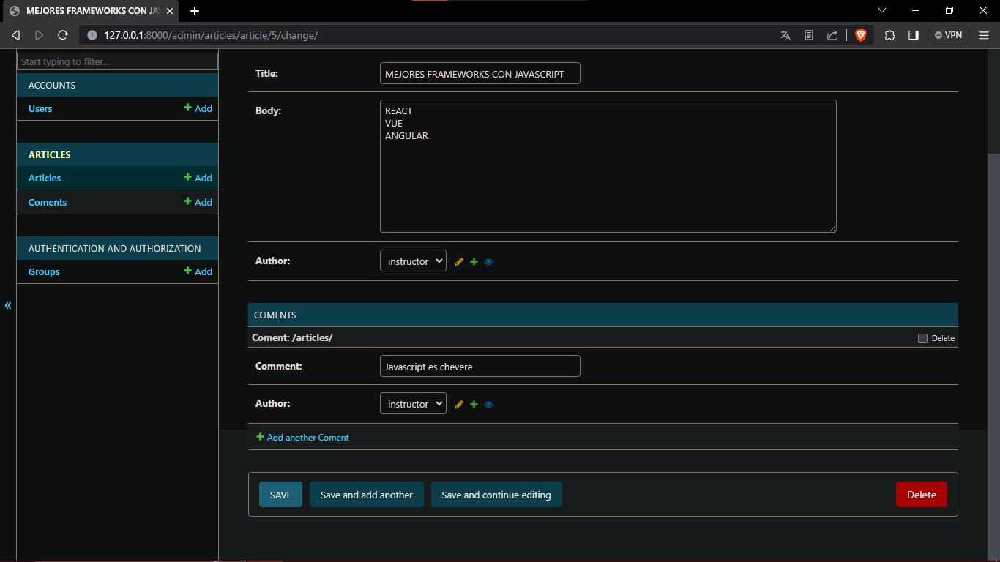 MEJORES FRAMEWORKS CON JA
127.0.0.1:8000/admin/articles/article/5/change/
VPN
Start typing to filter...
ACCOUNTS
Users
Add
ARTICLES
Articles
Add
Coments
Add
AUTHENTICATION AND AUTHORIZATION
Groups
Add
«
Title:
MEJORES FRAMEWORKS CON JAVASCRIPT
Body:
REACT
VUE
ANGULAR
Author:
instructor
COMENTS
Coment: /articles/
Delete
Comment:
Javascript es chevere
Author:
instructor
Add another Coment
SAVE
Save and add another
Save and continue editing
Delete